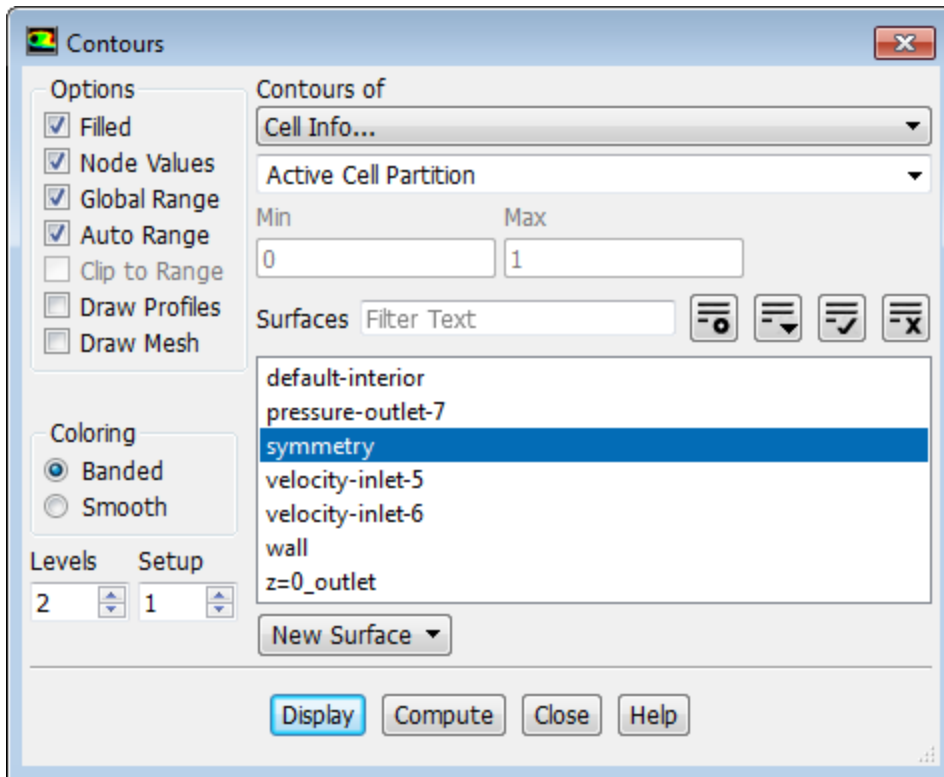 Contours
Options
Filled
Node Values
Global Range
Auto Range
Clip to Range
Draw Profiles
Draw Mesh
Coloring
Banded
Smooth
Levels Setup
2 1
Contours of
Cell Info...
Active Cell Partition
Min Max
0 1
Surfaces Filter Text
default-interior
pressure-outlet-7
symmetry
velocity-inlet-5
velocity-inlet-6
wall
z=0_outlet
New Surface
Display Compute Close Help